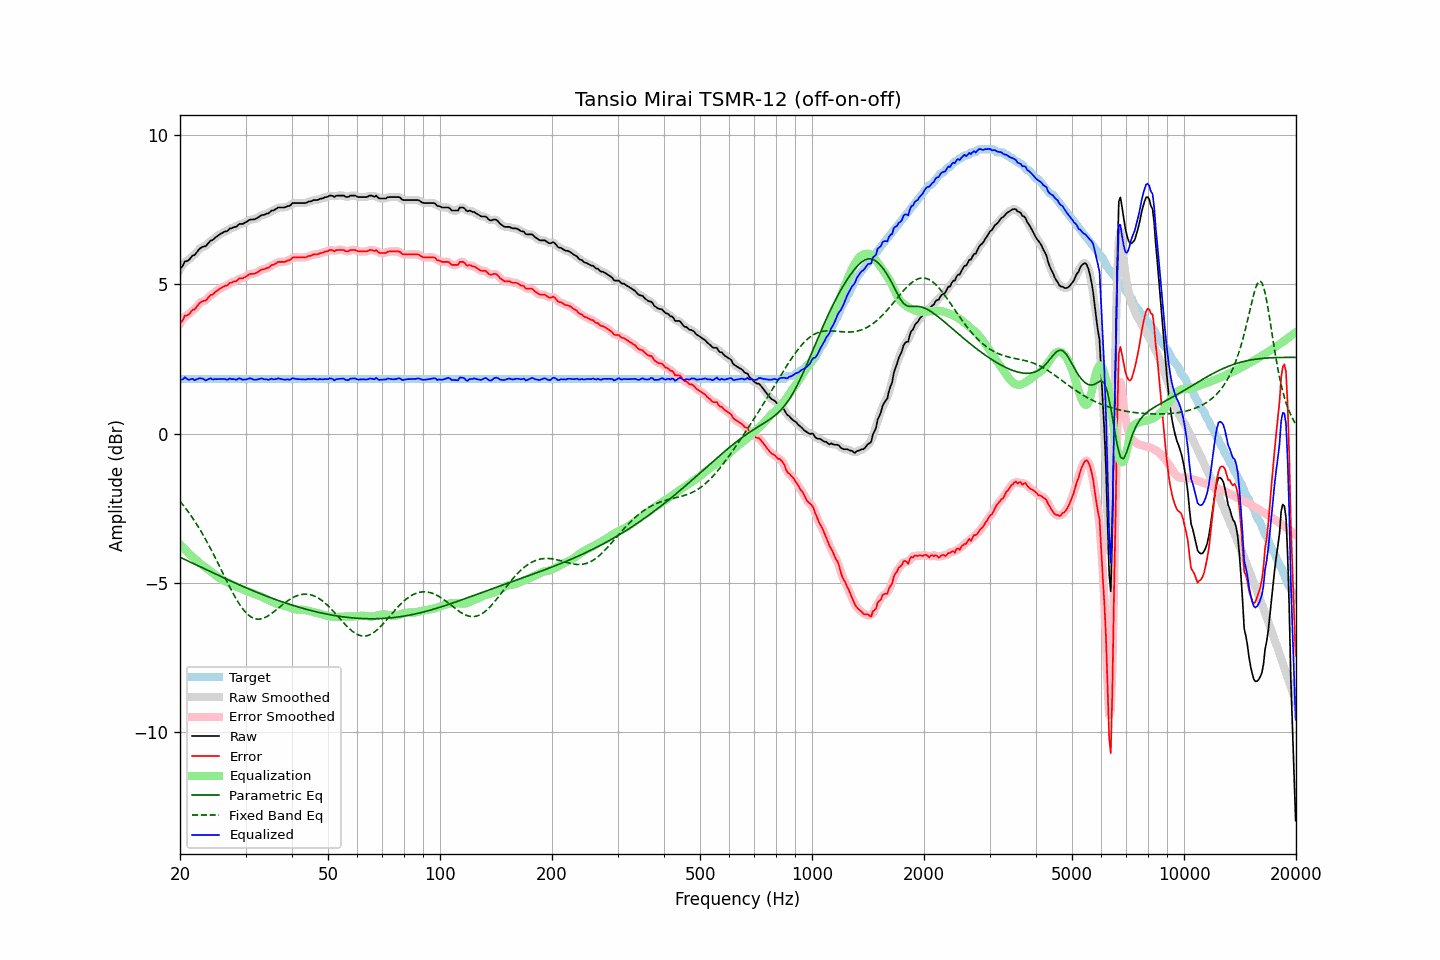 Tansio Mirai TSMR-12 (off-on-off)
10
5
0
−5
−10
Amplitude (dBr)
Target
Raw Smoothed
Error Smoothed
Raw
Error
Equalization
Parametric Eq
Fixed Band Eq
Equalized
20 50 100 200 500 1000 2000 5000 10000 20000
Frequency (Hz)